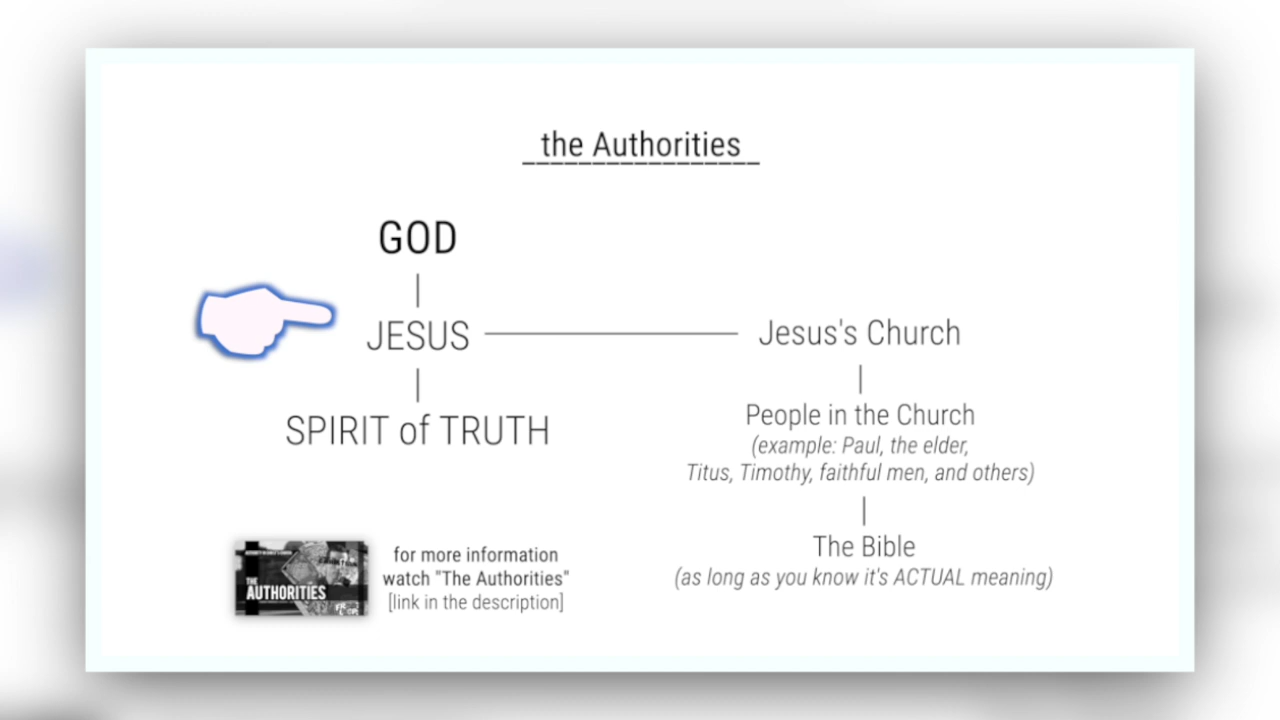 the Authorities
GOD
JESUS
SPIRIT of TRUTH
Jesus's Church
People in the Church
(example: Paul, the elder,
Titus, Timothy, faithful men, and others)
The Bible
(as long as you know it's ACTUAL meaning)
THE
AUTHORITIES
for more information
watch "The Authorities"
[link in the description]